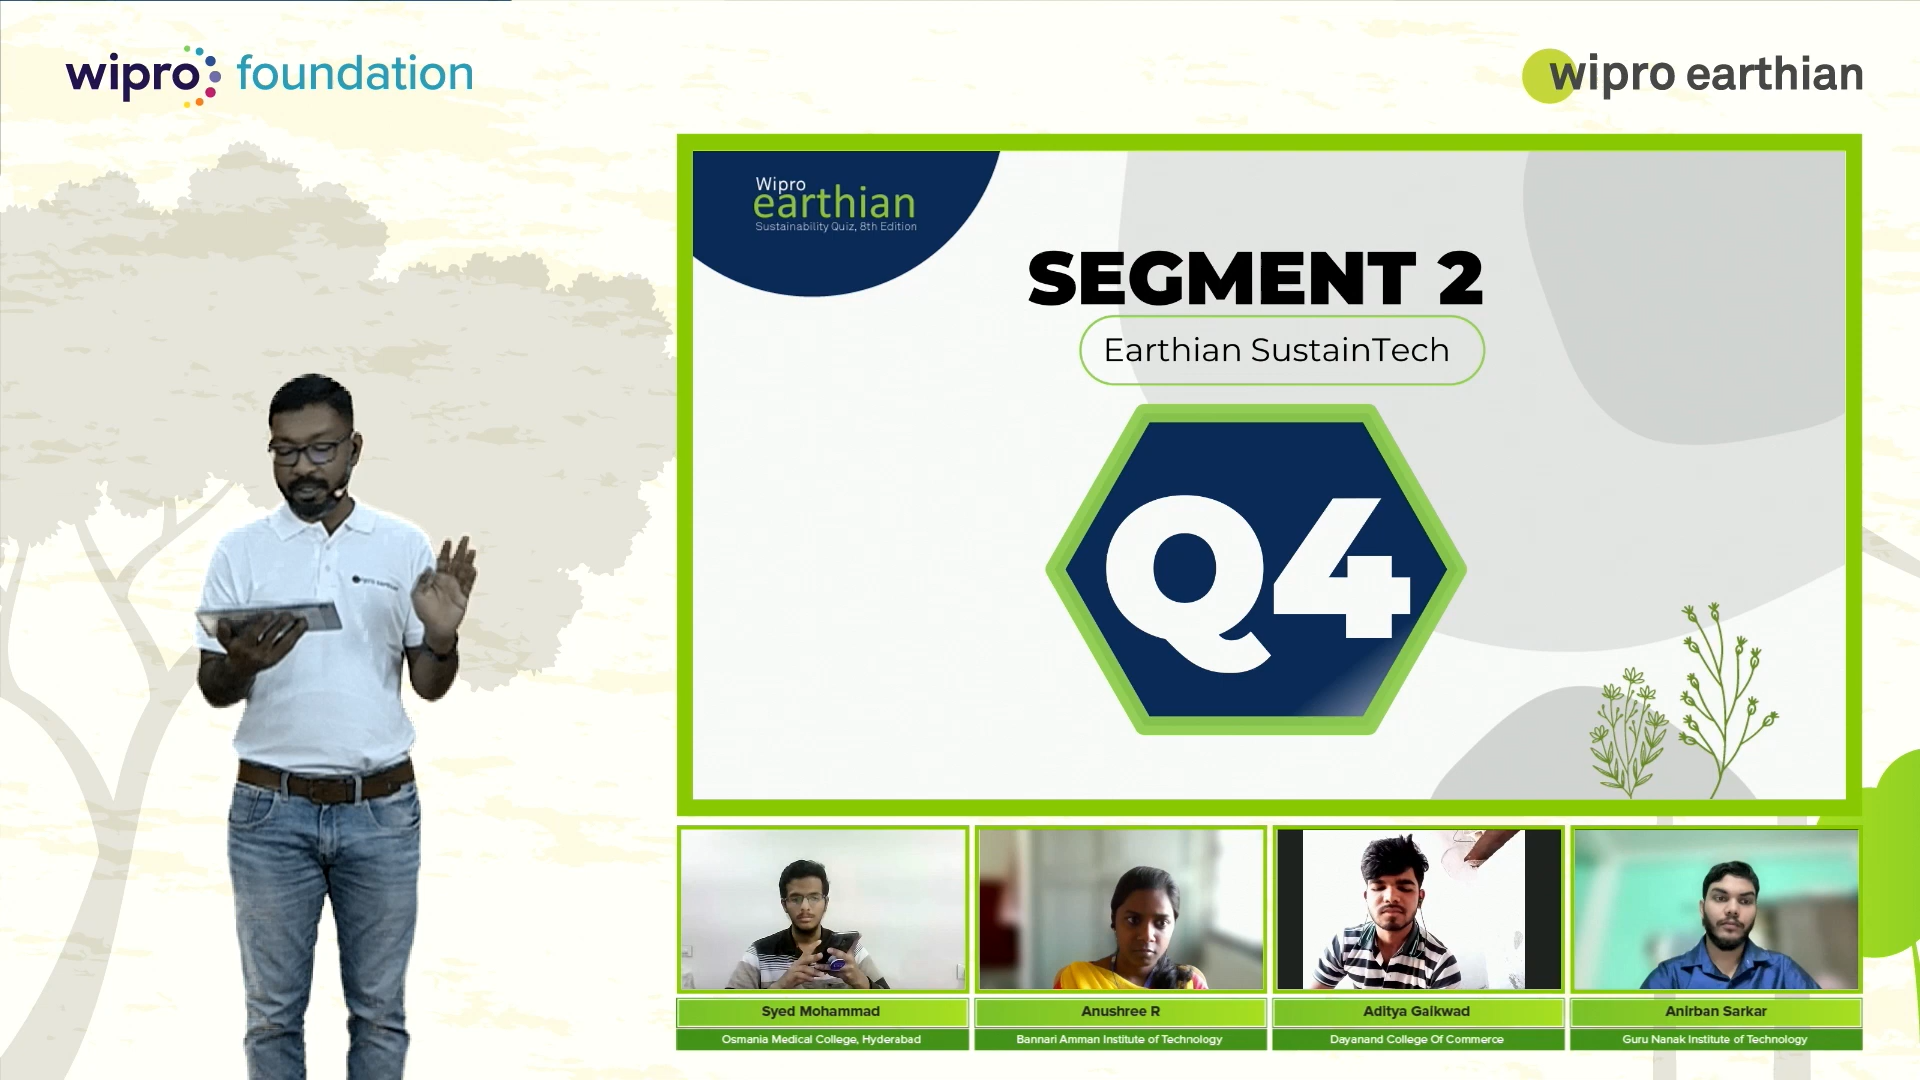 wipro foundation
wipro earthian
Wipro
earthian
Sustainability Quiz, 8th Edition
SEGMENT 2
Earthian SustainTech
Q4
wipro earthian
Syed Mohammad
Osmania Medical College, Hyderabad
Anushree R
Bannari Amman Institute of Technology
Aditya Gaikwad
Dayanand College Of Commerce
Anirban Sarkar
Guru Nanak Institute of Technology